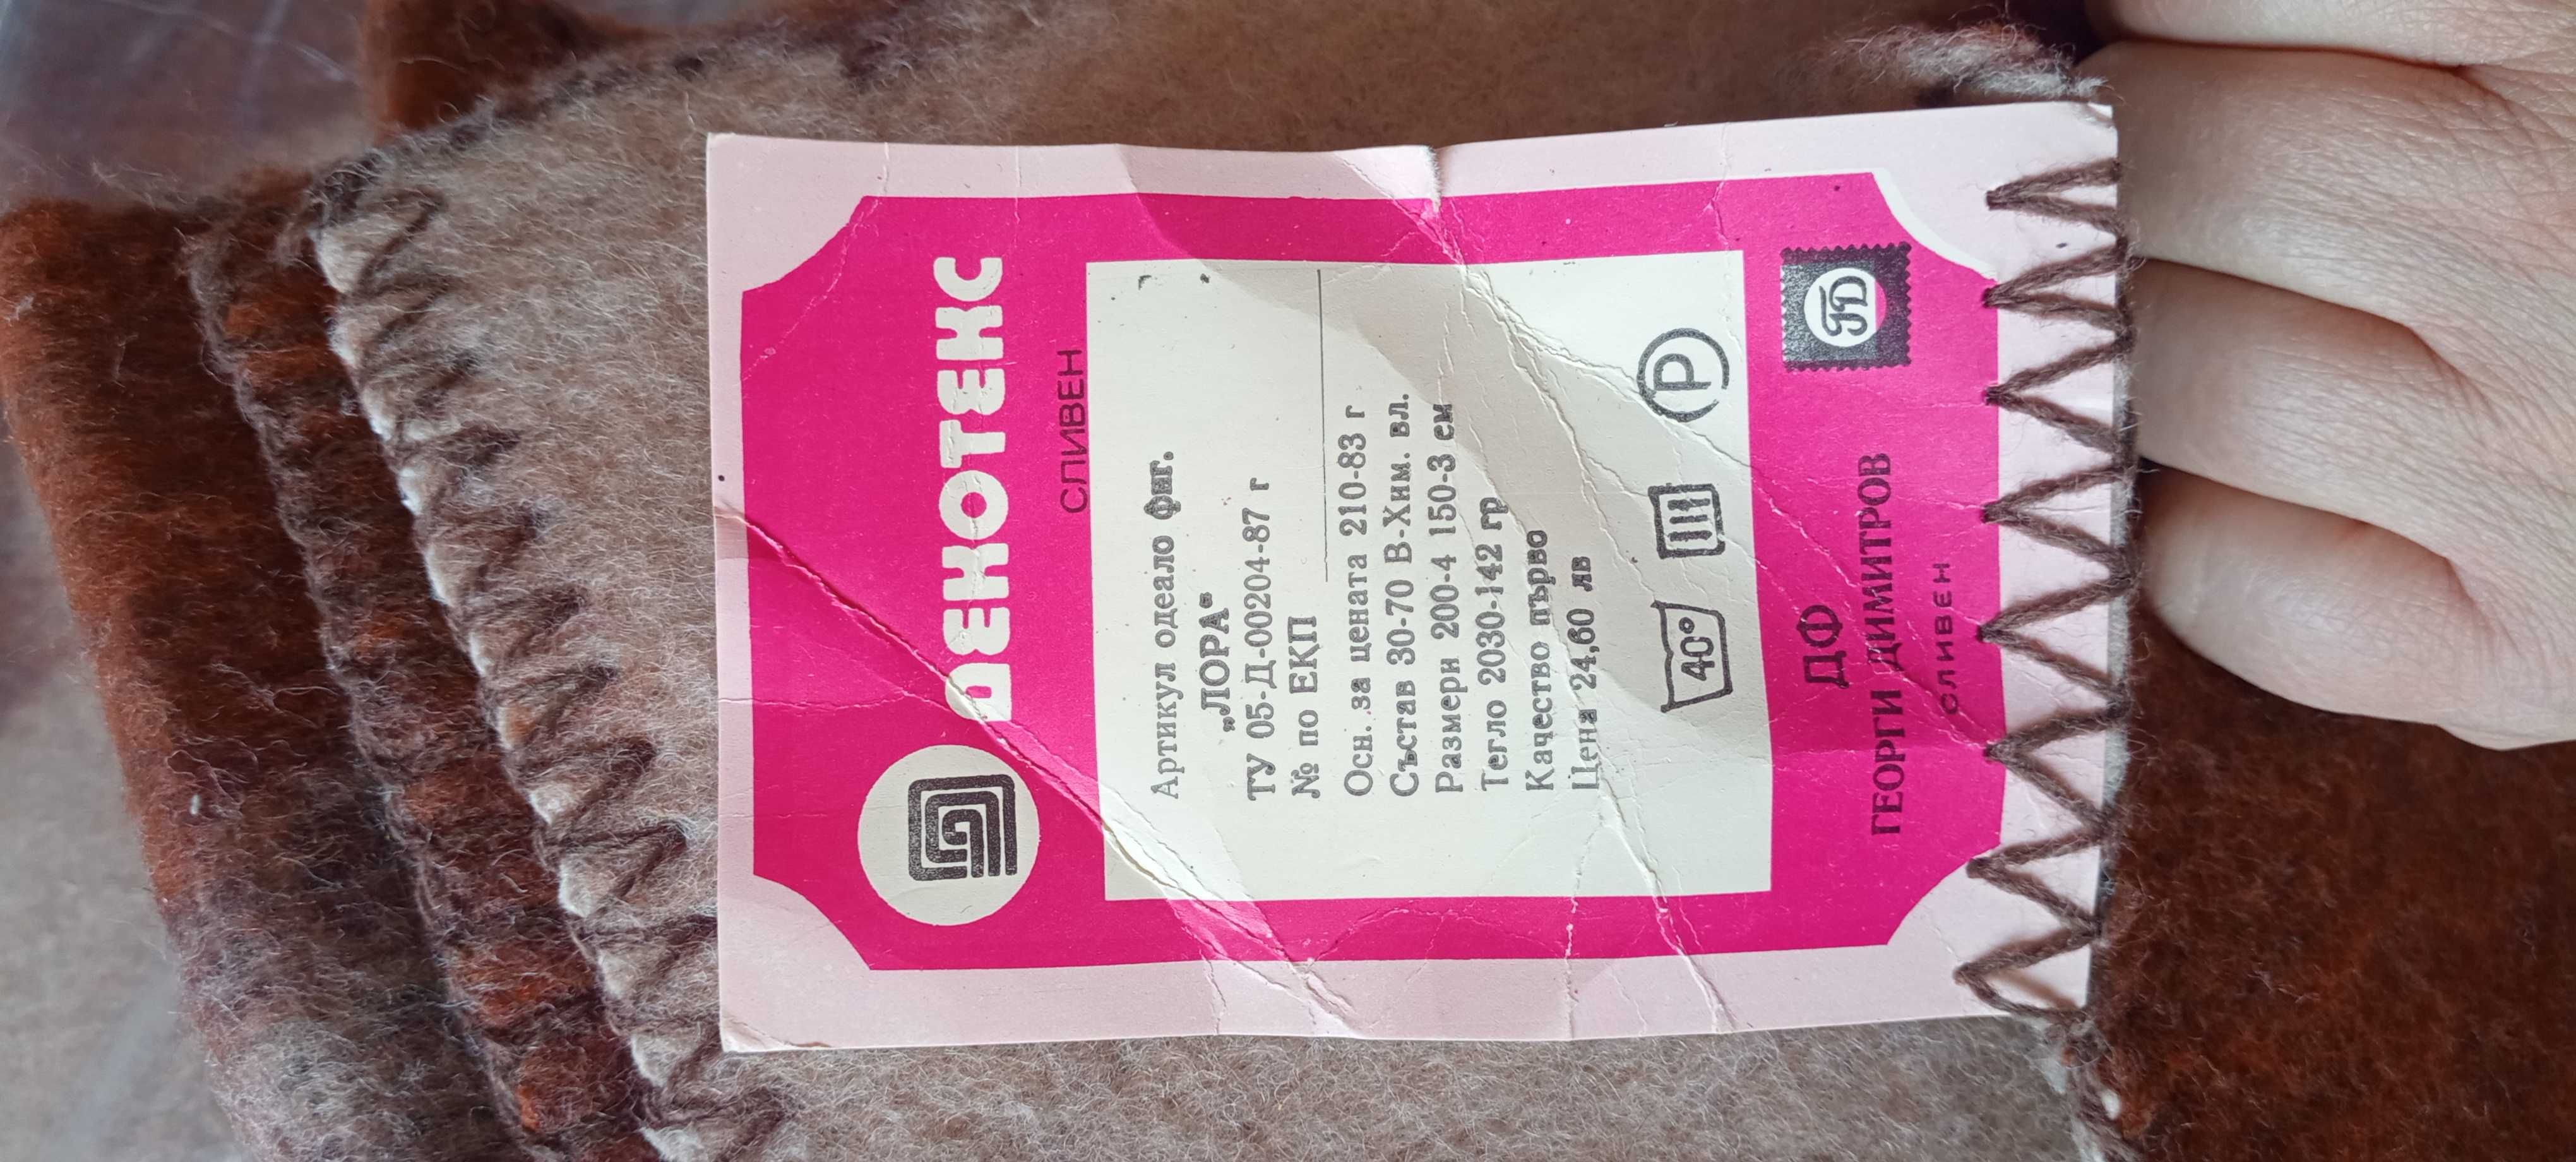 ДЕКОТЕКС
СЛИВЕН
Артикул одеало фиг.
„ЛОРА“
ТУ 05-Д-00204-87 г
№ по ЕКП
Осн. за цената 210-83 г
Състав 30-70 В-Хим. вл.
Размери 200-4 150-3 см
Тегло 2030-142 гр
Качество първо
Цена 24,60 лв
40° P
ДФ
ГЕОРГИ ДИМИТРОВ
СЛИВЕН
ГД